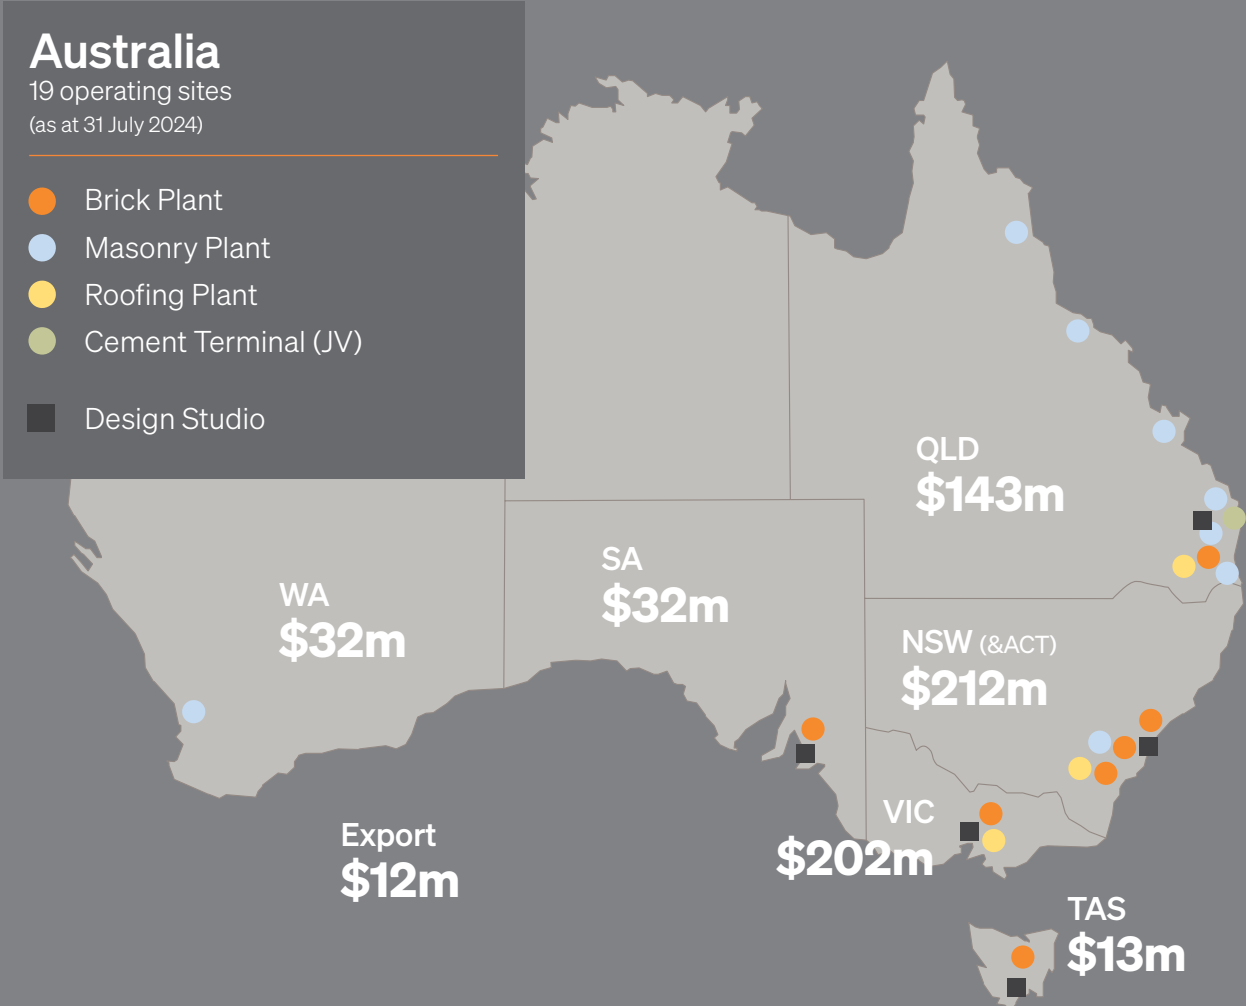 Australia
19 operating sites
(as at 31 July 2024)
Brick Plant
Masonry Plant
Roofing Plant
Cement Terminal (JV)
Design Studio
QLD
$143m
SA
$32m
WA
$32m
NSW (&ACT)
$212m
VIC
$202m
Export
$12m
TAS
$13m